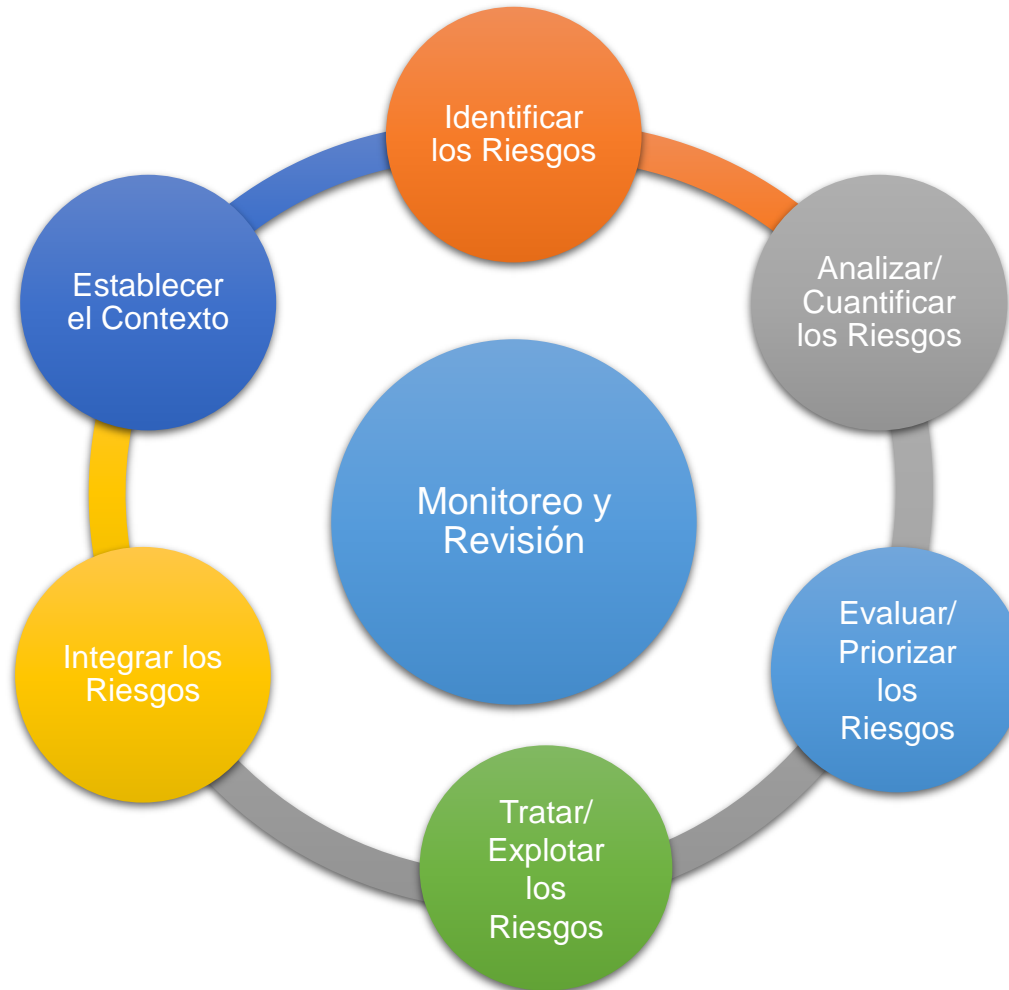 Identificar
los Riesgos
Analizar/
Cuantificar
los Riesgos
Evaluar/
Priorizar
los
Riesgos
Tratar/
Explotar
los
Riesgos
Integrar los
Riesgos
Establecer
el Contexto
Monitoreo y
Revisión